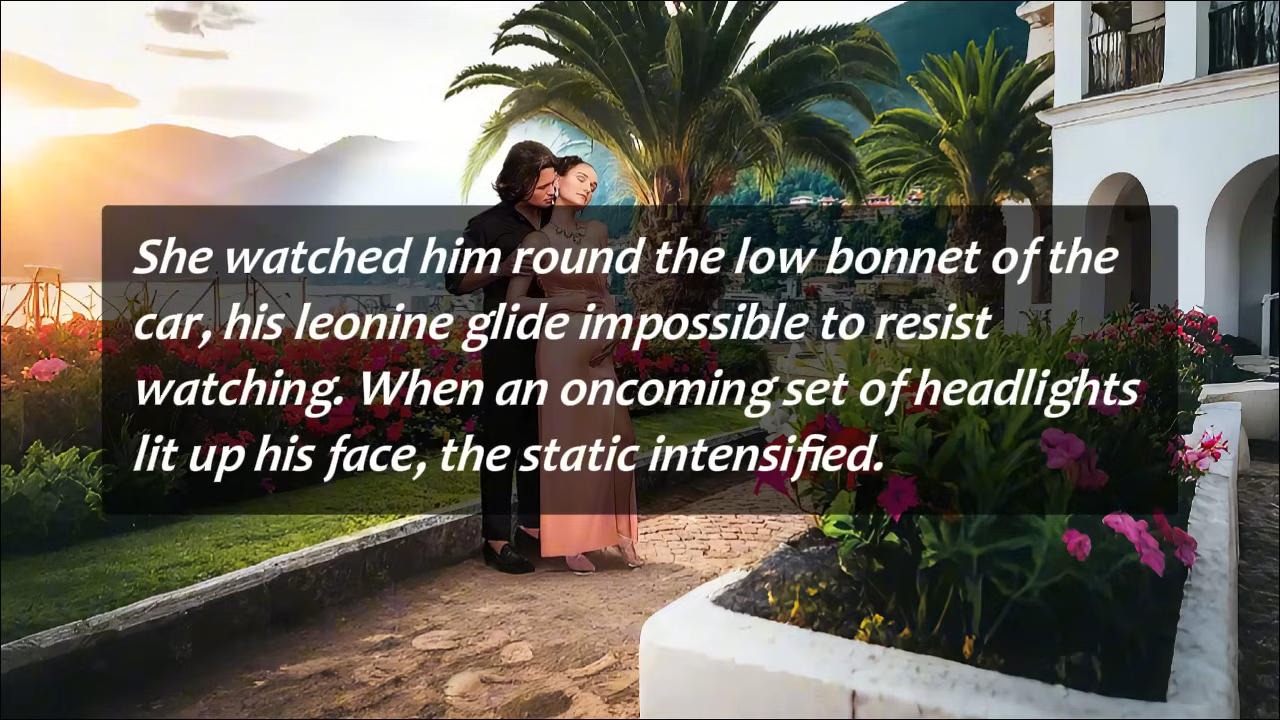 She watched him round the low bonnet of the
car, his leonine glide impossible to resist
watching. When an oncoming set of headlights
lit up his face, the static intensified.